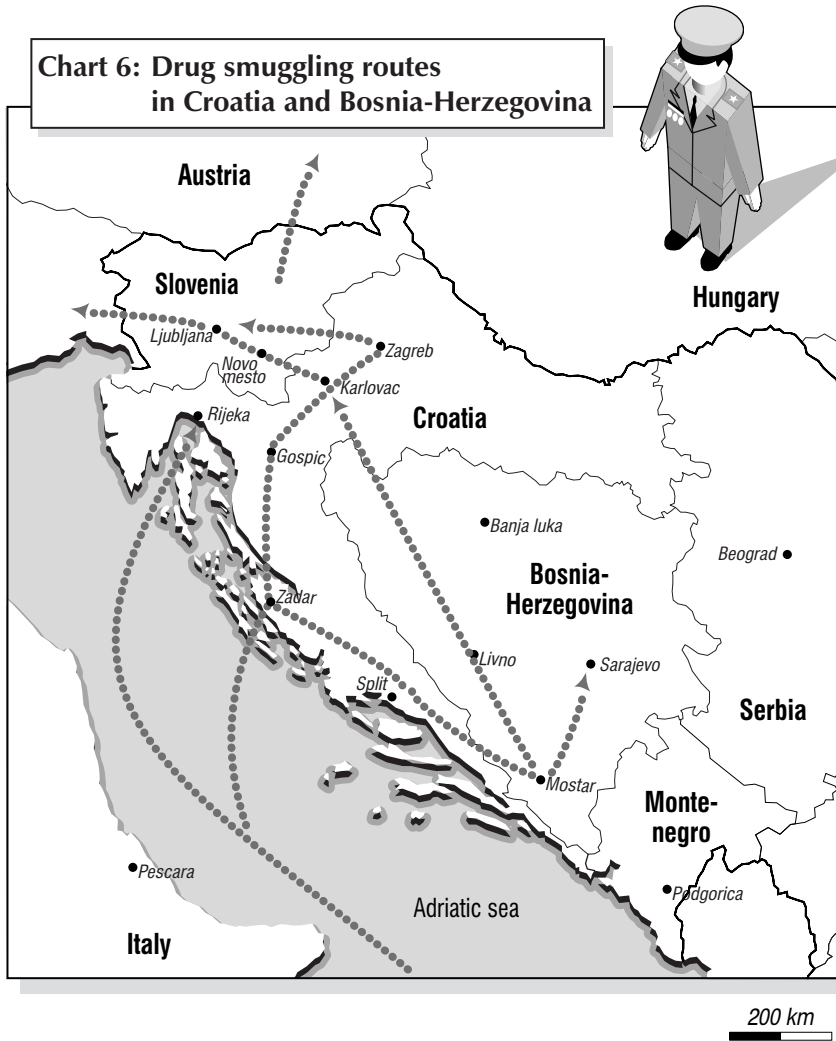 Chart 6: Drug smuggling routes
in Croatia and Bosnia-Herzegovina
Austria
Slovenia
Hungary
Ljubljana
Zagreb
Novo
mesto
Karlovac
Rijeka
Croatia
Gospic
Banja luka
Beograd
Bosnia-
Herzegovina
Zadar
Livno
Sarajevo
Split
Serbia
Mostar
Monte-
negro
Pescara
Podgorica
Adriatic sea
Italy
200 km